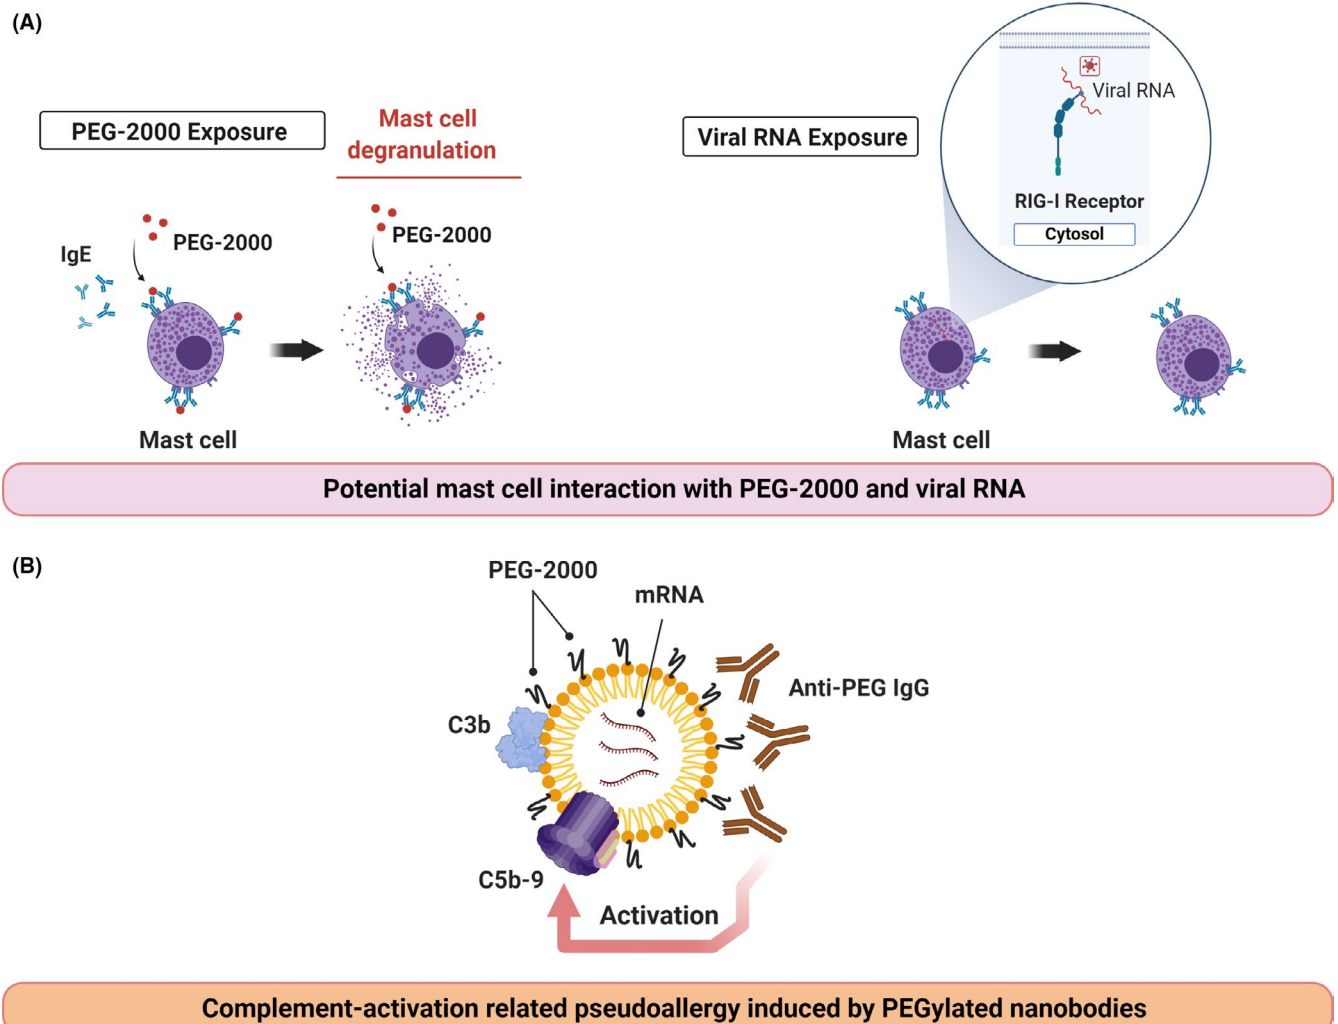 (A)
PEG-2000 Exposure
Mast cell
degranulation
IgE
PEG-2000
PEG-2000
Mast cell
Viral RNA Exposure
Viral RNA
RIG-I Receptor
Cytosol
Mast cell
Potential mast cell interaction with PEG-2000 and viral RNA
(B)
PEG-2000
mRNA
Anti-PEG IgG
C3b
C5b-9
Activation
Complement-activation related pseudoallergy induced by PEGylated nanobodies